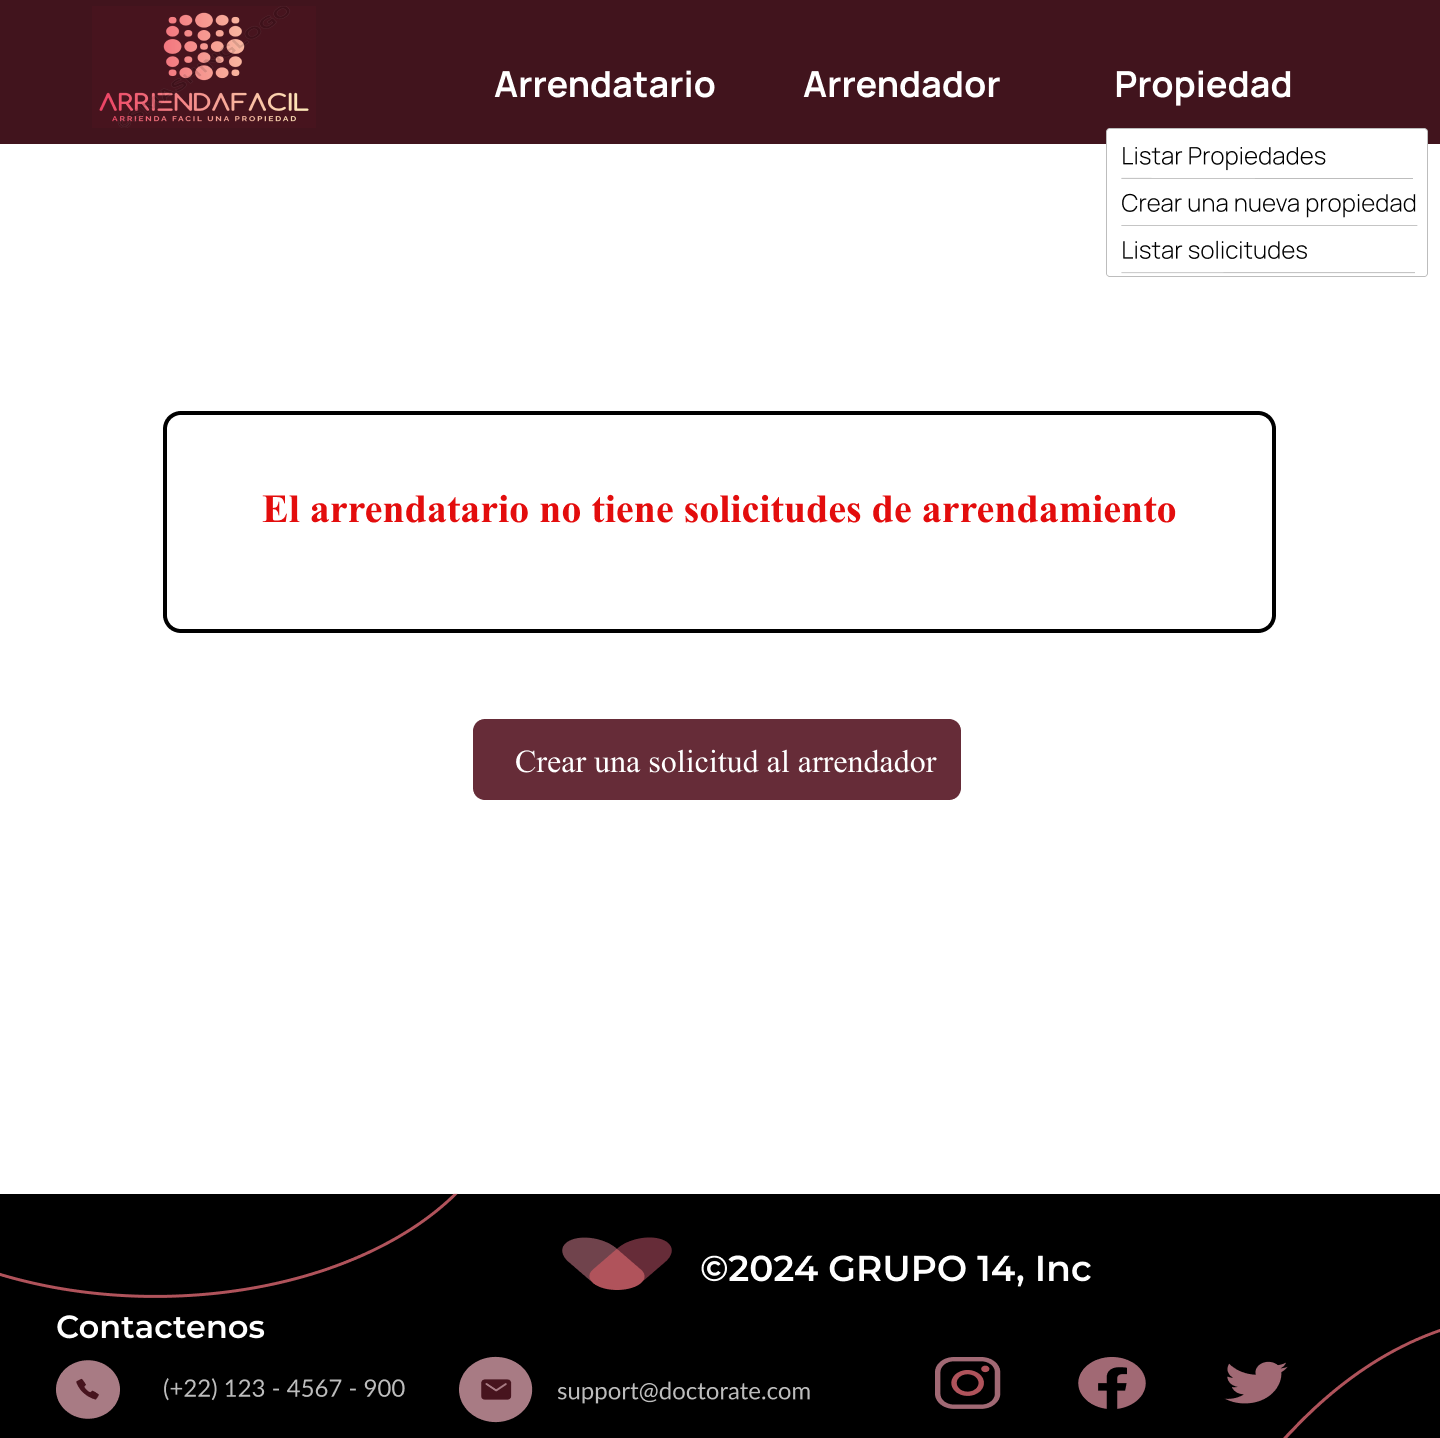 ARRIENDAFACIL
ARRIENDA FACIL UNA PROPIEDAD
Arrendatario Arrendador Propiedad
Listar Propiedades
Crear una nueva propiedad
Listar solicitudes
El arrendatario no tiene solicitudes de arrendamiento
Crear una solicitud al arrendador
©2024 GRUPO 14, Inc
Contactenos
(+22) 123 - 4567 - 900
support@doctorate.com